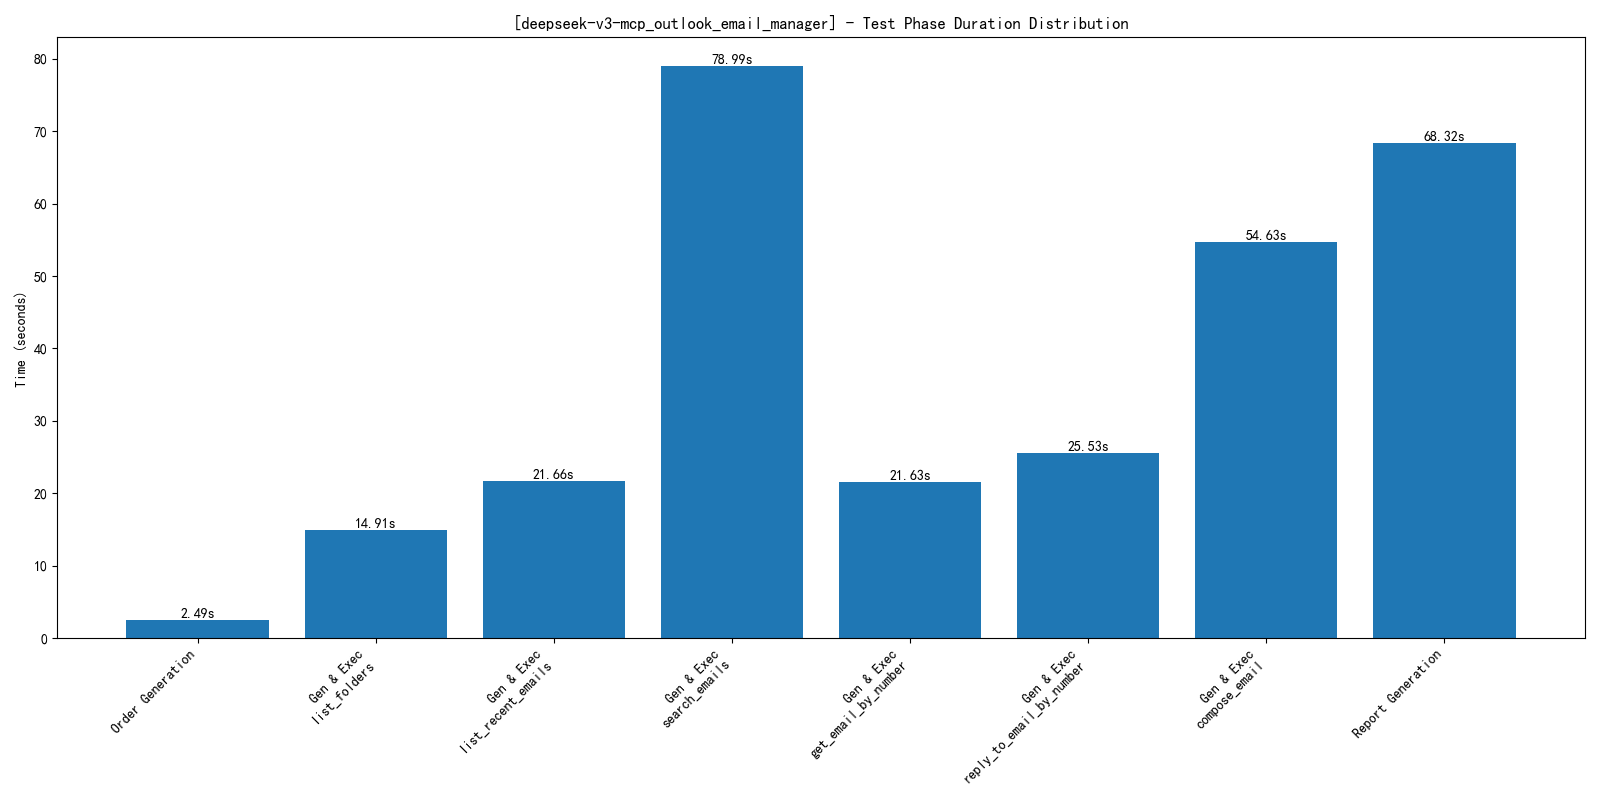 [deepseek-v3-mcp_outlook_email_manager] - Test Phase Duration Distribution
Time (seconds)
80
70
60
50
40
30
20
10
0
2.49s
14.91s
21.66s
78.99s
21.63s
25.53s
54.63s
68.32s
Order Generation
Gen & Exec
list_folders
Gen & Exec
list_recent_emails
Gen & Exec
search_emails
Gen & Exec
get_email_by_number
Gen & Exec
reply_to_email_by_number
Gen & Exec
compose_email
Report Generation